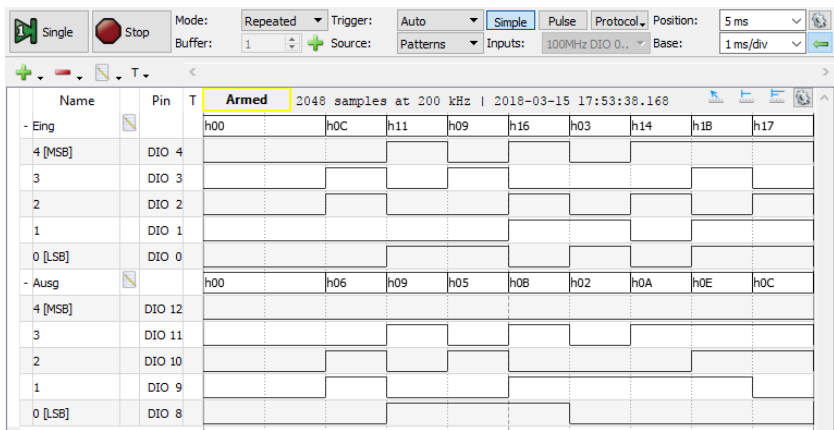 Single Stop Mode: Repeated Trigger: Auto Simple Pulse Protocol Position: 5 ms
Buffer: 1 Source: Patterns Inputs: 100MHz DIO 0.. Base: 1 ms/div
T
Name Pin T Armed 2048 samples at 200 kHz | 2018-03-15 17:53:38.168
- Eing h00 h0C h11 h09 h16 h03 h14 h1B h17
4 [MSB] DIO 4
3 DIO 3
2 DIO 2
1 DIO 1
0 [LSB] DIO 0
- Ausg h00 h06 h09 h05 h0B h02 h0A h0E h0C
4 [MSB] DIO 12
3 DIO 11
2 DIO 10
1 DIO 9
0 [LSB] DIO 8